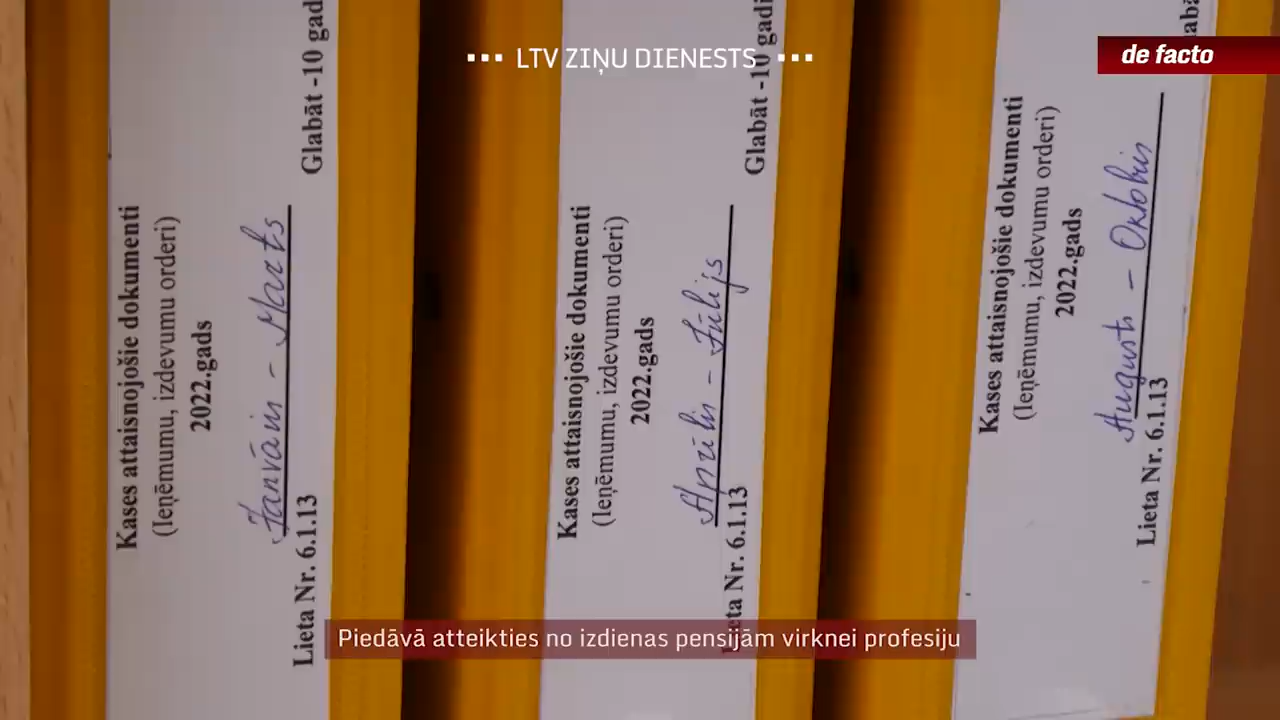 LTV ZIŅU DIENESTS
de facto
Kases attaisnojošie dokumenti
(Ieņēmumu, izdevumu orderi)
2022.gads
Janvāris - Marts
Lieta Nr. 6.1.13
Glabāt -10 gadi
Kases attaisnojošie dokumenti
(Ieņēmumu, izdevumu orderi)
2022.gads
Aprīlis - Jūlijs
Lieta Nr. 6.1.13
Glabāt -10 gadi
Kases attaisnojošie dokumenti
(Ieņēmumu, izdevumu orderi)
2022.gads
Augusts - Oktobris
Lieta Nr. 6.1.13
Piedāvā atteikties no izdienas pensijām virknei profesiju